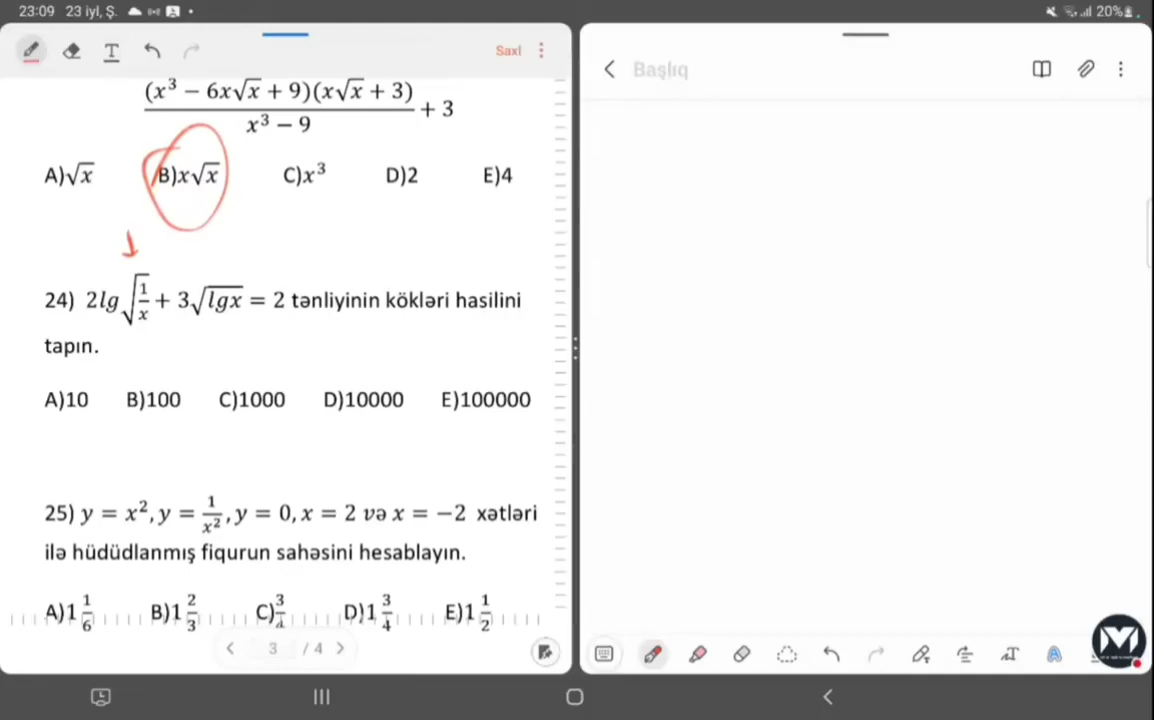 23:09 23 iyl, Ş. •
20%
Saxl
Başlıq
(x³ − 6x√x + 9)(x√x + 3)
+ 3
x³ − 9
A)√x B)x√x C)x³ D)2 E)4
24) 2lg√(1/x) + 3√lgx = 2 tənliyinin kökləri hasilini
tapın.
A)10 B)100 C)1000 D)10000 E)100000
25) y = x², y = 1/x², y = 0, x = 2 və x = −2 xətləri
ilə hüdüdlanmış fiqurun sahəsini hesablayın.
A)1 1/6 B)1 2/3 C)3/4 D)1 3/4 E)1 1/2
3 / 4